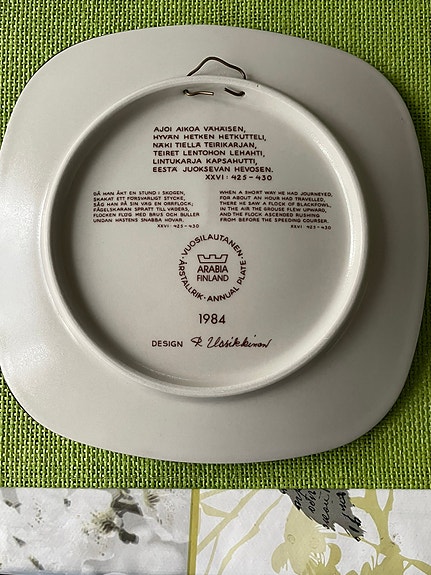 AJOI AIKOA VÄHÄISEN,
HYVÄN HETKEN HETKUTTELI,
NÄKI TIELLÄ TEIRIKARJAN,
TEIRET LENTOHON LEHAHTI,
LINTUKARJA KAPSAHUTTI,
EESTÄ JUOKSEVAN HEVOSEN.
XXVI: 425-430
DÅ HAN ÅKT EN STUND I SKOGEN,
SKAKAT ETT FÖRSVARLIGT STYCKE,
SÅG HAN PÅ SIN VÄG EN ORRFLOCK;
FÅGELSKARAN SPRATT TILL VÄDERS,
FLOCKEN FLÖG MED BRUS OCH BULLER
UNDAN HÄSTENS SNABBA HOVAR.
XXVI: 425-430
WHEN A SHORT WAY HE HAD JOURNEYED,
FOR ABOUT AN HOUR HAD TRAVELLED,
THERE HE SAW A FLOCK OF BLACKFOWL,
IN THE AIR THE GROUSE FLEW UPWARD,
AND THE FLOCK ASCENDED RUSHING
FROM BEFORE THE SPEEDING COURSER.
XXVI: 425-430
VUOSILAUTANEN·
ARABIA
FINLAND
ÅRSTALLRIK·ANNUAL PLATE·
1984
DESIGN R Uosikkinen